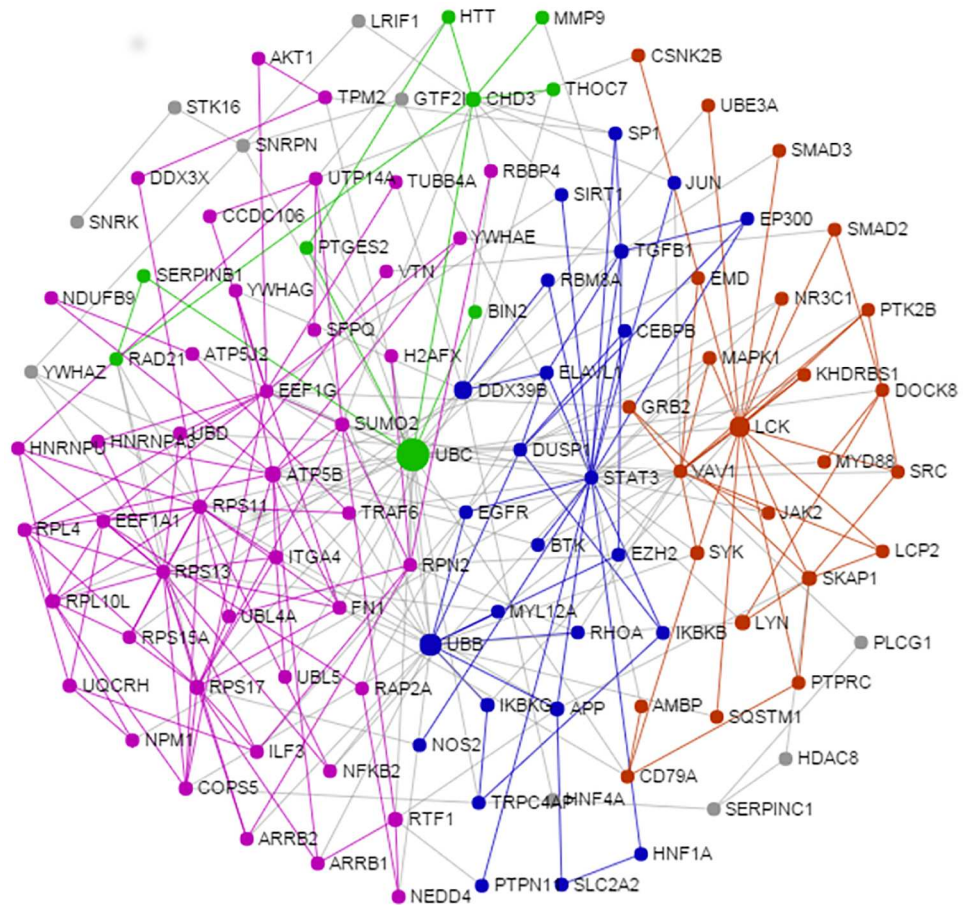 LRIF1
HTT
MMP9
AKT1
CSNK2B
TPM2
GTF2I
CHD3
THOC7
STK16
UBE3A
SNRPN
SP1
SMAD3
DDX3X
UTP14A
TUBB4A
RBBP4
SIRT1
JUN
SNRK
CCDC106
YWHAE
EP300
SMAD2
PTGES2
TGFB1
SERPINB1
VTN
RBM8A
EMD
NDUFB9
YWHAG
BIN2
NR3C1
PTK2B
SFPQ
CEBPB
YWHAZ
RAD21
ATP5J2
H2AFX
ELAVL1
MAPK1
KHDRBS1
EEF1G
DDX39B
DOCK8
GRB2
SUMO2
LCK
HNRNPU
HNRNPA3
UBD
UBC
DUSP1
ATP5B
STAT3
VAV1
MYD88
SRC
RPS11
TRAF6
EGFR
JAK2
RPL4
EEF1A1
ITGA4
RPN2
BTK
EZH2
SYK
LCP2
RPS13
SKAP1
RPL10L
UBL4A
FN1
MYL12A
LYN
RPS15A
UBB
RHOA
IKBKB
PLCG1
UQCRH
RPS17
UBL5
RAP2A
IKBKG
APP
AMBP
SQSTM1
PTPRC
NPM1
ILF3
NOS2
HDAC8
COPS5
NFKB2
CD79A
TRPC4AP
HNF4A
SERPINC1
ARRB2
RTF1
ARRB1
HNF1A
NEDD4
PTPN11
SLC2A2